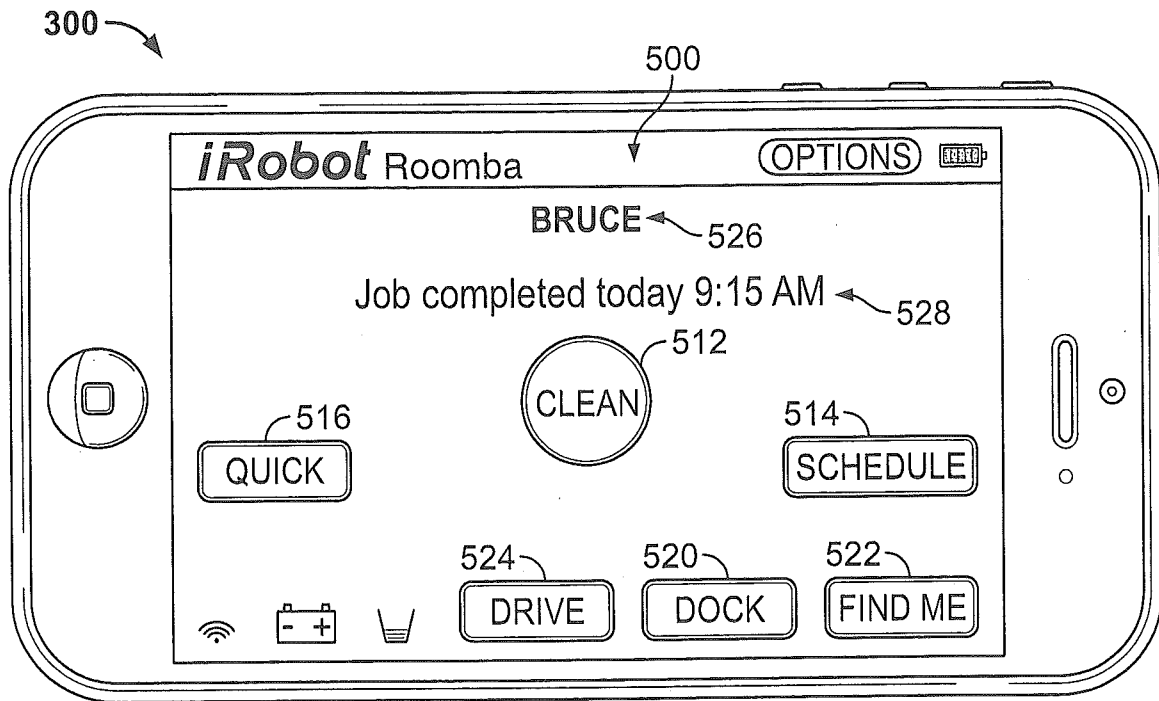 300
500
iRobot Roomba OPTIONS
BRUCE 526
Job completed today 9:15 AM 528
512
CLEAN
516 514
QUICK SCHEDULE
524 520 522
DRIVE DOCK FIND ME
- +